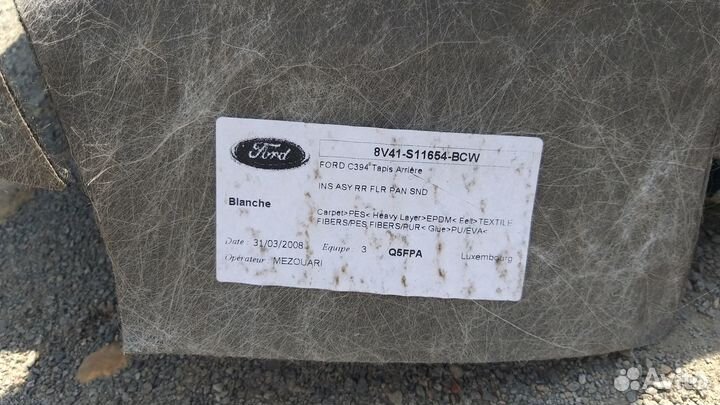 Ford
8V41-S11654-BCW
FORD C394 Tapis Arrière
INS ASY RR FLR PAN SND
Blanche
Carpet>PES< Heavy Layer>EPDM< Felt>TEXTILE
FIBERS/PES FIBERS/PUR< Glue>PU/EVA<
Date : 31/03/2008 Equipe : 3 Q5FPA Luxembourg
Opérateur : MEZOUARI
Avito